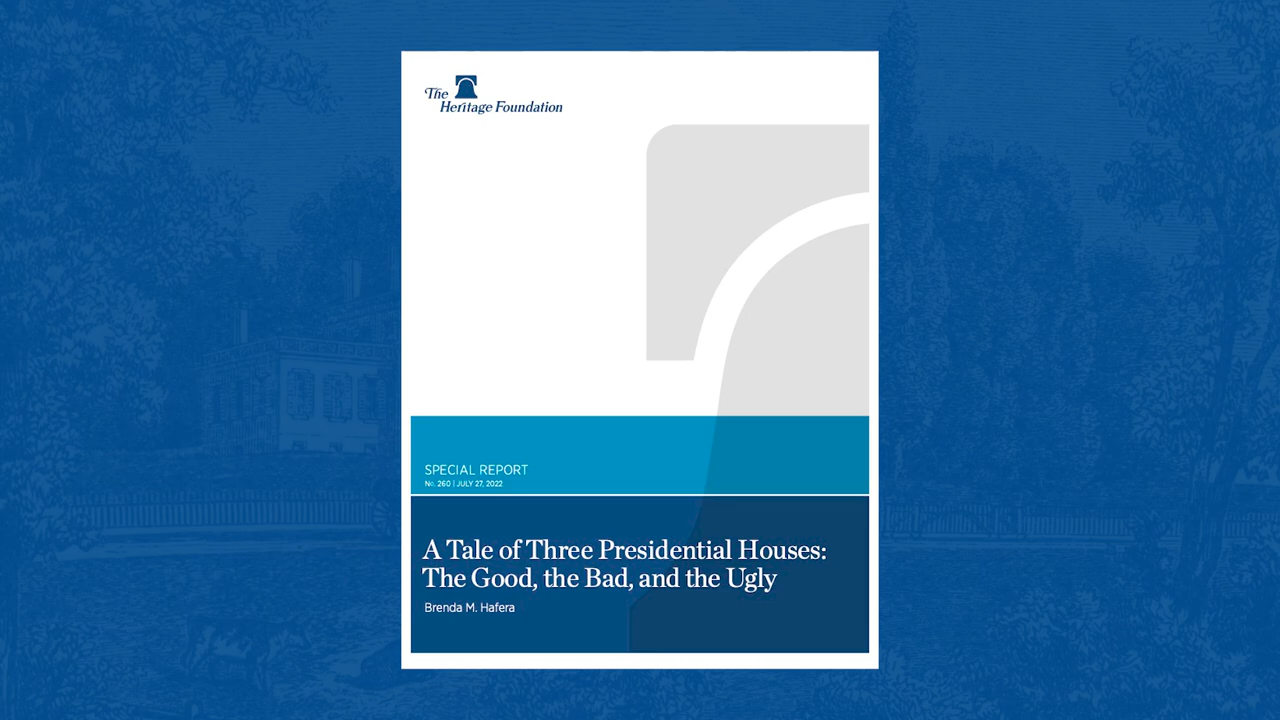 The
Heritage Foundation
SPECIAL REPORT
No. 260 | JULY 27, 2022
A Tale of Three Presidential Houses:
The Good, the Bad, and the Ugly
Brenda M. Hafera